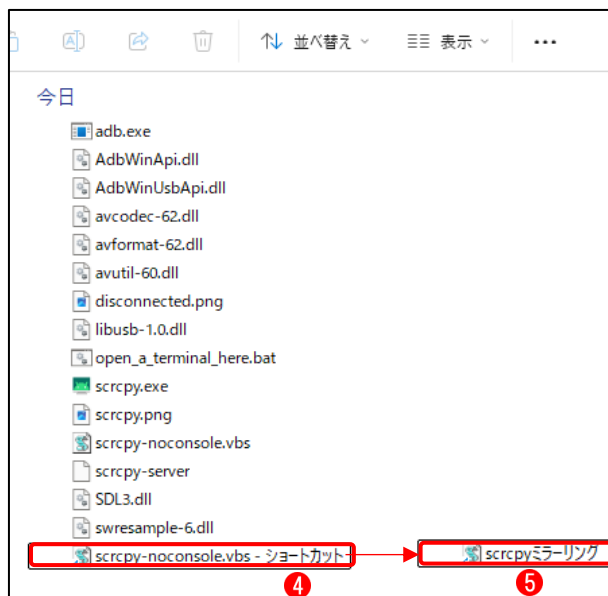 並べ替え 表示
今日
adb.exe
AdbWinApi.dll
AdbWinUsbApi.dll
avcodec-62.dll
avformat-62.dll
avutil-60.dll
disconnected.png
libusb-1.0.dll
open_a_terminal_here.bat
scrcpy.exe
scrcpy.png
scrcpy-noconsole.vbs
scrcpy-server
SDL3.dll
swresample-6.dll
scrcpy-noconsole.vbs - ショートカット scrcpyミラーリング
4 5